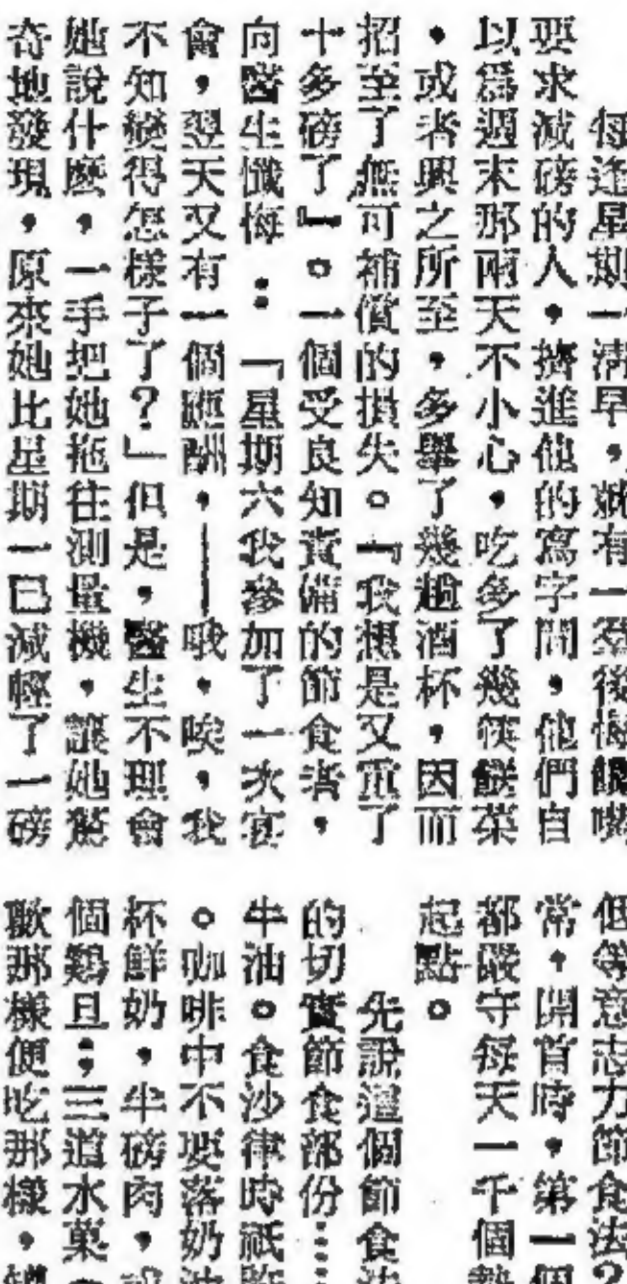 每逢星期一淸早，就有一羣後悔饞嘴
要求減磅的人，擠進他的寫字間，他們自
以爲週末那兩天不小心，吃多了幾筷餸菜
，或者興之所至，多舉了幾趟酒杯，因而
招至了無可補償的損失。「我想是又重了
十多磅了」。一個受良知責備的節食者，
向醫生懺悔：「星期六我參加了一次宴
會，翌天又有一個應酬，——哦，唉，我
不知變得怎樣子了？」但是，醫生不理會
她說什麼，一手把她拖往測量機，讓她驚
奇地發現，原來她比星期一已減輕了一磅
但等意志力節食法？
常，開首時，第一個
都嚴守每天一千個熱
起點。
先說這個節食法
的切實節食部份：
牛油。食沙律時祇
。咖啡中不要落奶油
杯鮮奶，半磅肉，或
個鷄旦；三道水菓，
歡那樣便吃那樣，